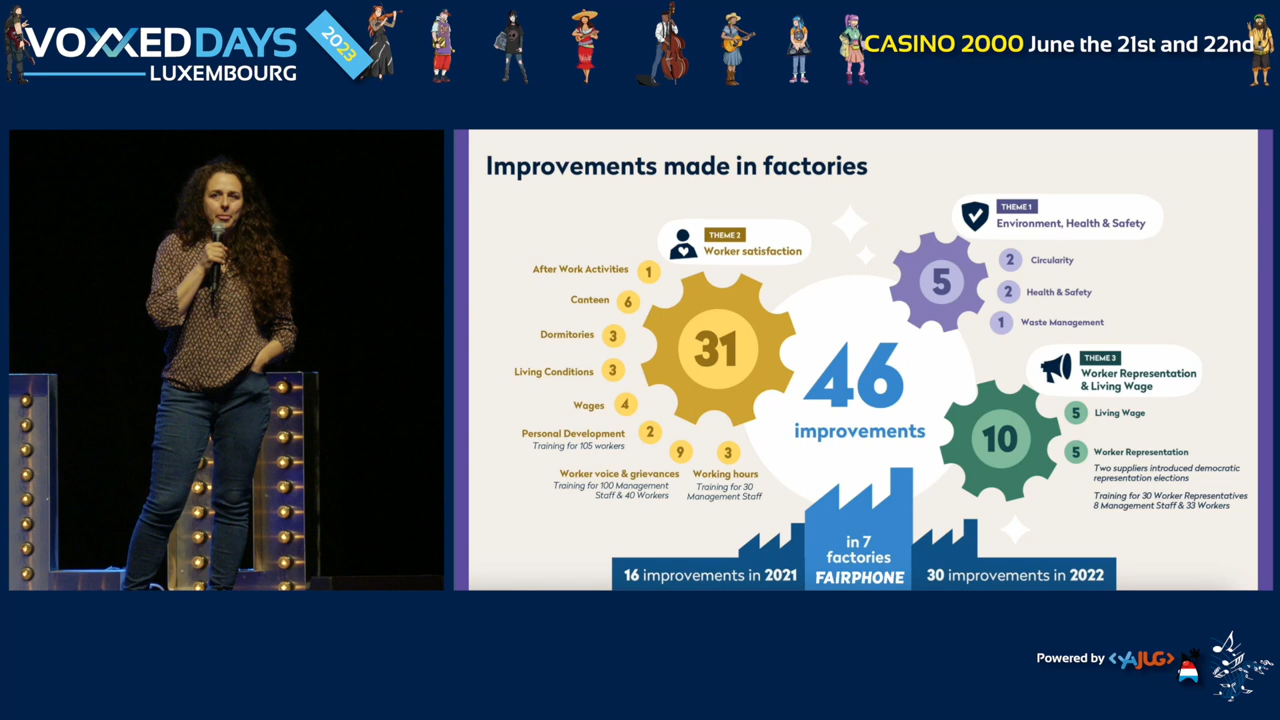 VOXXEDDAYS
LUXEMBOURG
2023
CASINO 2000 June the 21st and 22nd
Improvements made in factories
THEME 1
Environment, Health & Safety
5
2 Circularity
2 Health & Safety
1 Waste Management
THEME 2
Worker satisfaction
31
After Work Activities 1
Canteen 6
Dormitories 3
Living Conditions 3
Wages 4
Personal Development 2
Training for 105 workers
9
Worker voice & grievances
Training for 100 Management
Staff & 40 Workers
3
Working hours
Training for 30
Management Staff
46
improvements
THEME 3
Worker Representation
& Living Wage
10
5 Living Wage
5 Worker Representation
Two suppliers introduced democratic
representation elections
Training for 30 Worker Representatives
8 Management Staff & 33 Workers
in 7
factories
FAIRPHONE
16 improvements in 2021
30 improvements in 2022
Powered by <YAJUG>